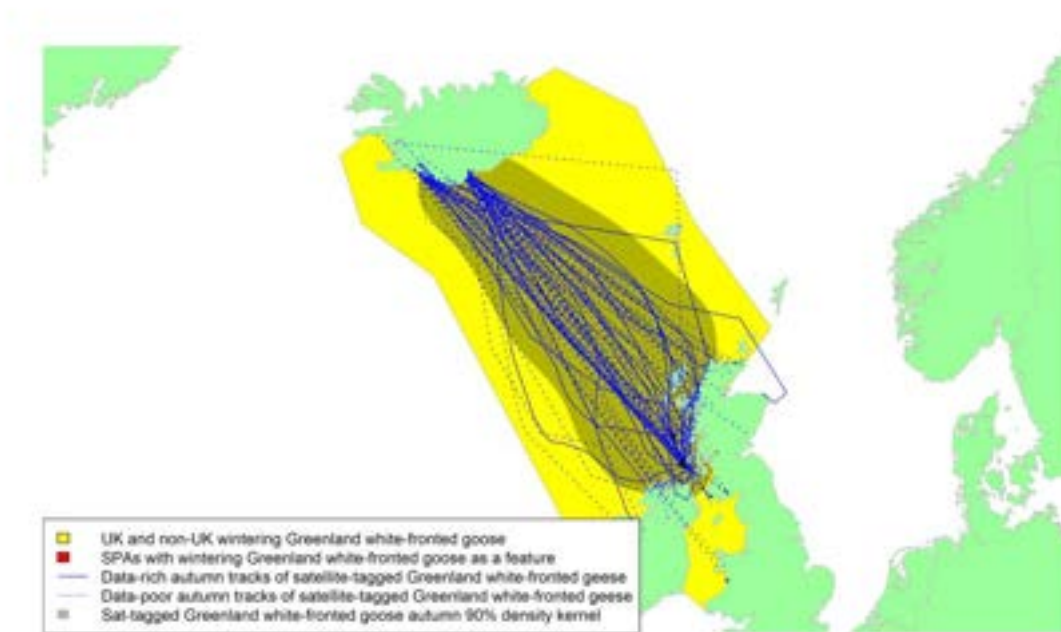 UK and non-UK wintering Greenland white-fronted goose
SPAs with wintering Greenland white-fronted goose as a feature
Data-rich autumn tracks of satellite-tagged Greenland white-fronted geese
Data-poor autumn tracks of satellite-tagged Greenland white-fronted geese
Sat-tagged Greenland white-fronted goose autumn 90% density kernel